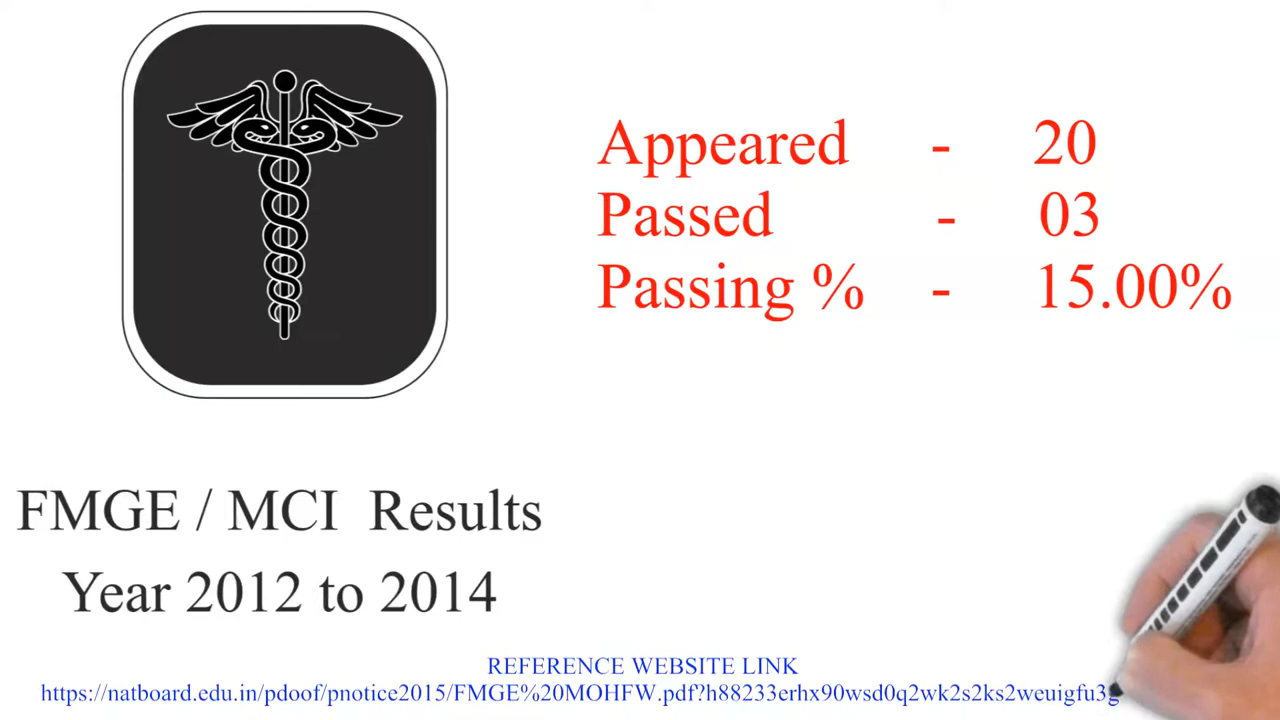 Appeared - 20
Passed - 03
Passing % - 15.00%
FMGE / MCI Results
Year 2012 to 2014
REFERENCE WEBSITE LINK
https://natboard.edu.in/pdoof/pnotice2015/FMGE%20MOHFW.pdf?h88233erhx90wsd0q2wk2s2ks2weuigfu3g